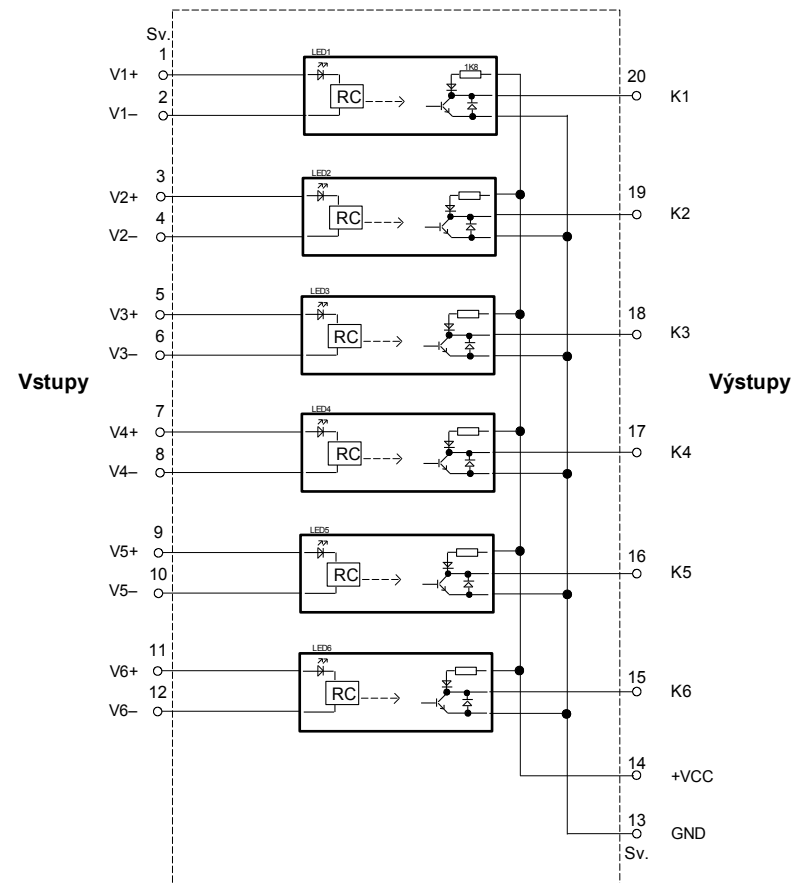 Sv.
1
V1+
2
V1–
LED1
RC
1K8
20
K1
3
V2+
4
V2–
LED2
RC
19
K2
5
V3+
6
V3–
LED3
RC
18
K3
Vstupy
Výstupy
7
V4+
8
V4–
LED4
RC
17
K4
9
V5+
10
V5–
LED5
RC
16
K5
11
V6+
12
V6–
LED6
RC
15
K6
14
+VCC
13
GND
Sv.